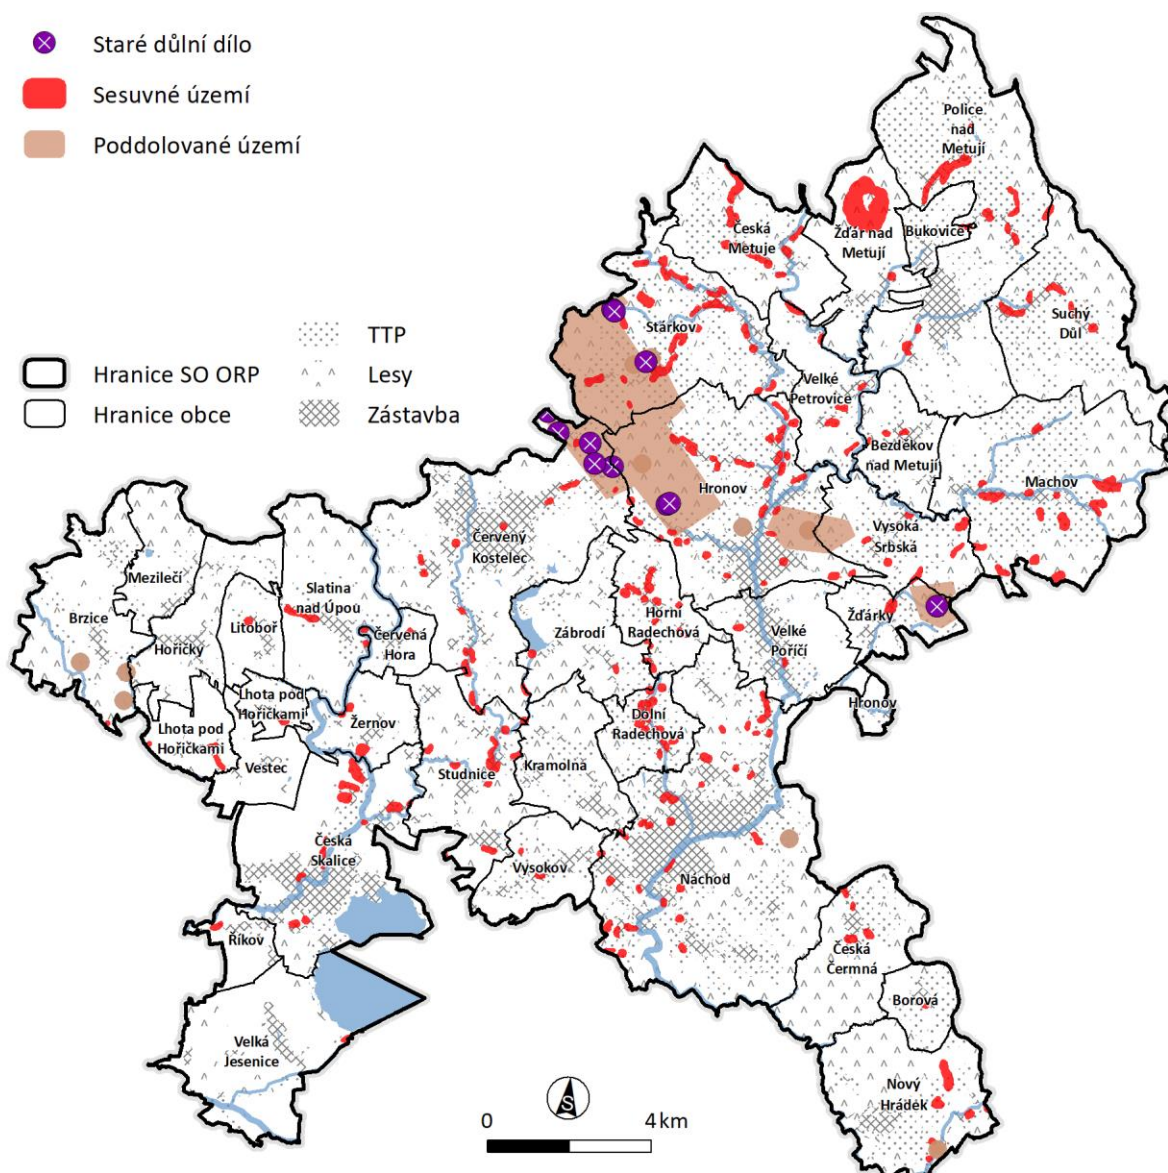 Staré důlní dílo
Sesuvné území
Poddolované území
Hranice SO ORP
Hranice obce
TTP
Lesy
Zástavba
Police
nad
Metují
Česká
Metuje
Žďár nad
Metují
Bukovice
Stárkov
Suchý
Důl
Velké
Petrovice
Bezděkov
nad Metují
Machov
Hronov
Vysoká
Srbská
Červený
Kostelec
Mezilečí
Slatina
nad Úpou
Brzice
Litoboř
Hořičky
Červená
Hora
Zábrodí
Horní
Radechová
Velké
Poříčí
Žďárky
Hronov
Lhota pod
Hořičkami
Lhota pod
Hořičkami
Žernov
Dolní
Radechová
Vestec
Studnice
Kramolna
Česká
Skalice
Vysokov
Náchod
Říkov
Česká
Čermná
Borová
Velká
Jesenice
Nový
Hrádek
S
0 4 km